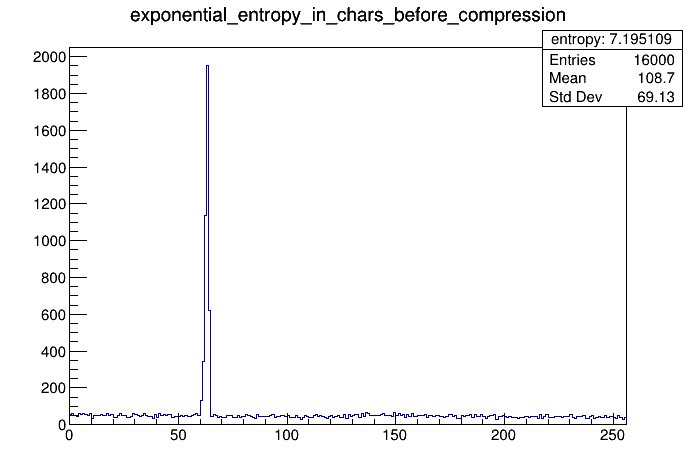 exponential_entropy_in_chars_before_compression
entropy: 7.195109
Entries 16000
Mean 108.7
Std Dev 69.13
2000
1800
1600
1400
1200
1000
800
600
400
200
0
0 50 100 150 200 250